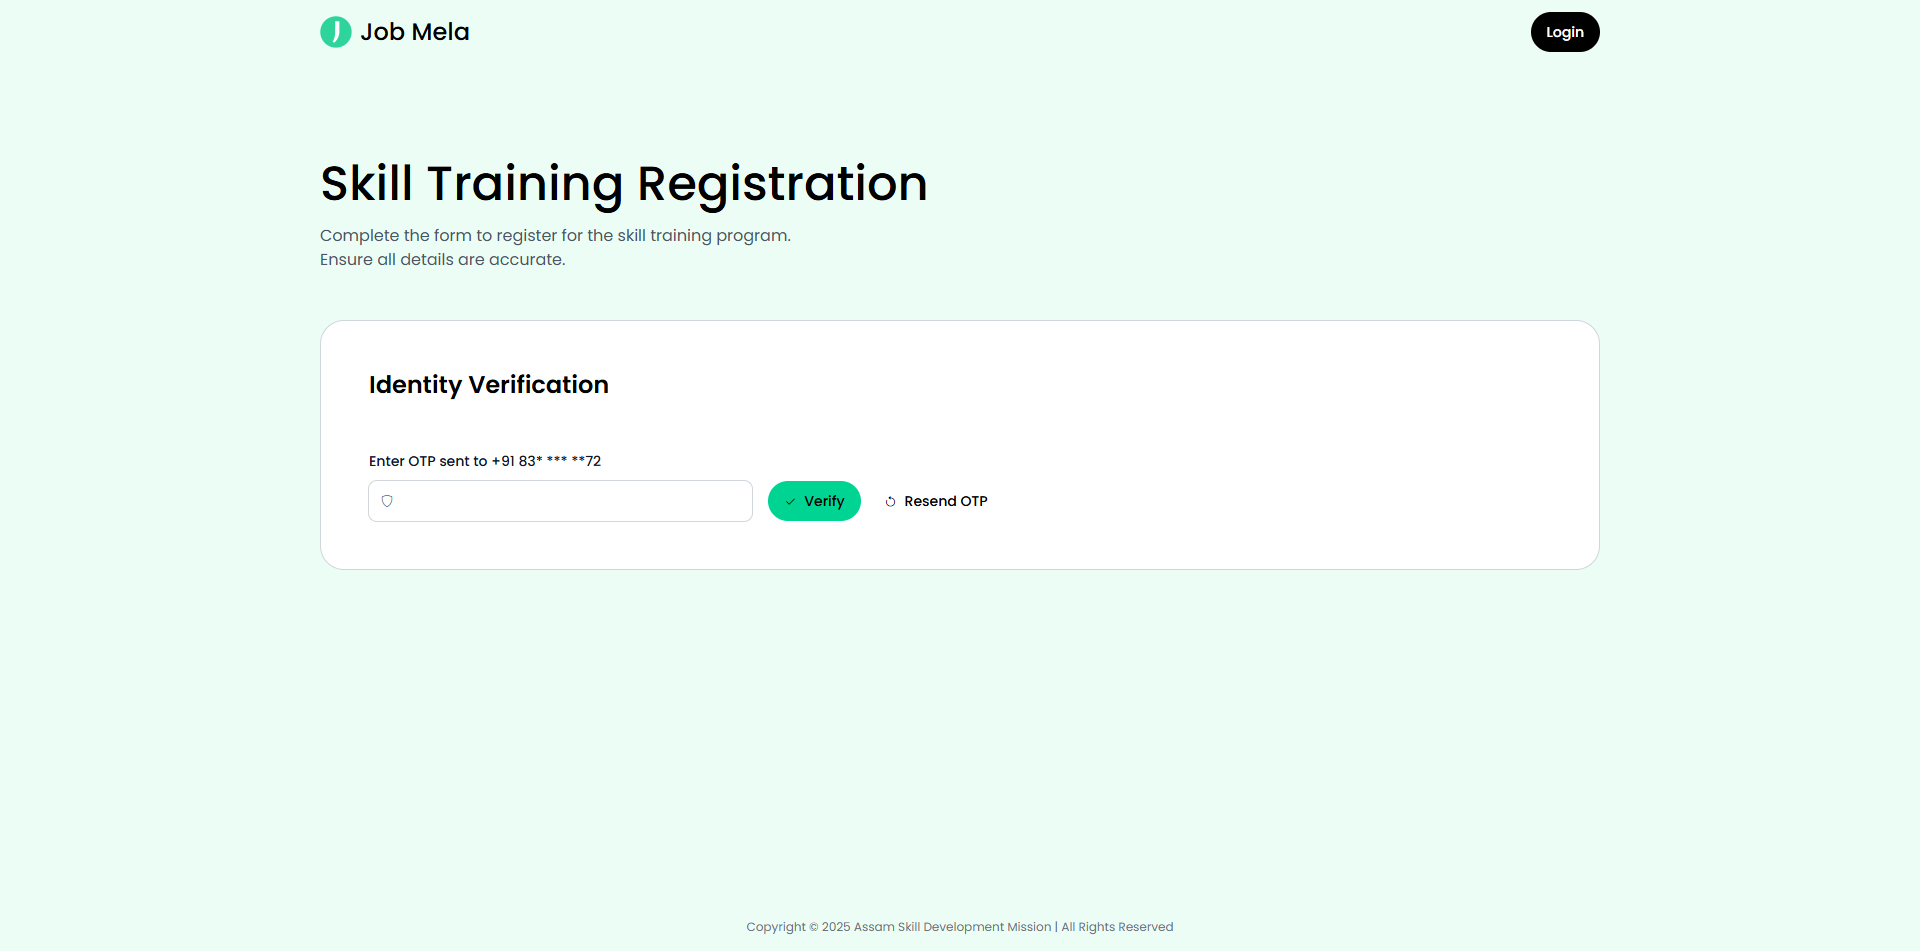 Job Mela
Login
Skill Training Registration
Complete the form to register for the skill training program.
Ensure all details are accurate.
Identity Verification
Enter OTP sent to +91 83* *** **72
Verify
Resend OTP
Copyright © 2025 Assam Skill Development Mission | All Rights Reserved